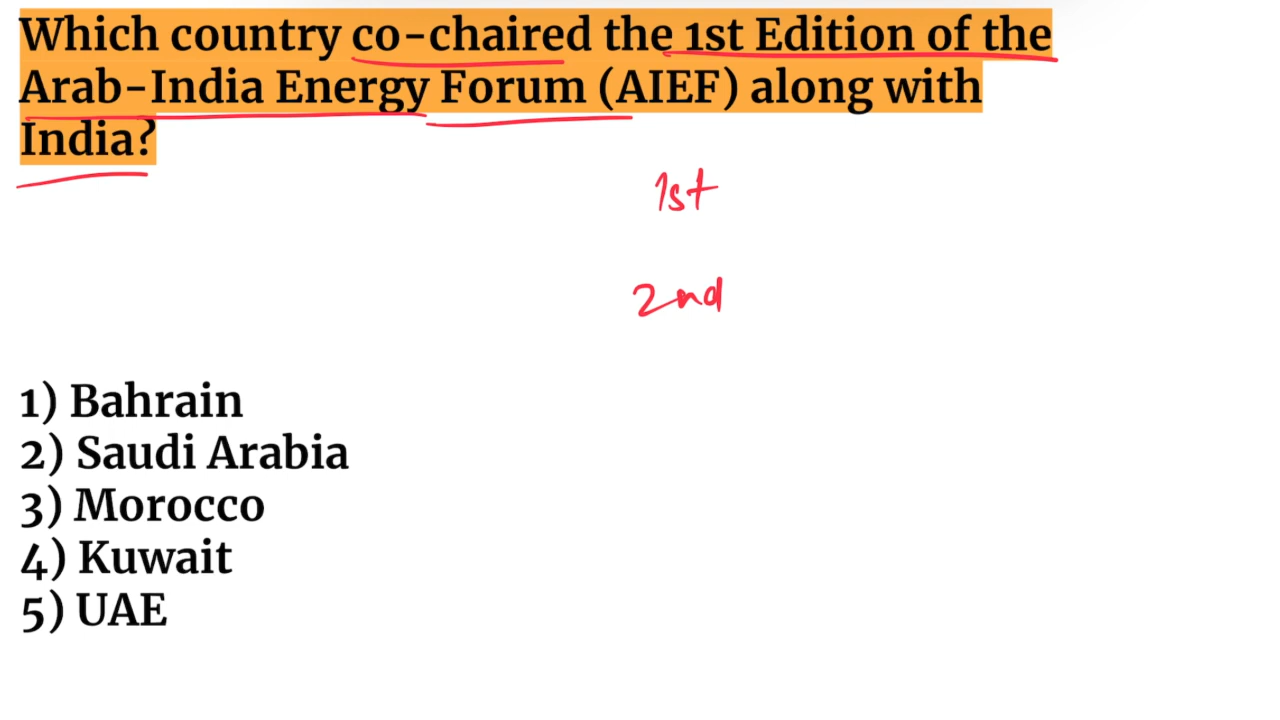 Which country co-chaired the 1st Edition of the
Arab-India Energy Forum (AIEF) along with
India?
1st
2nd
1) Bahrain
2) Saudi Arabia
3) Morocco
4) Kuwait
5) UAE